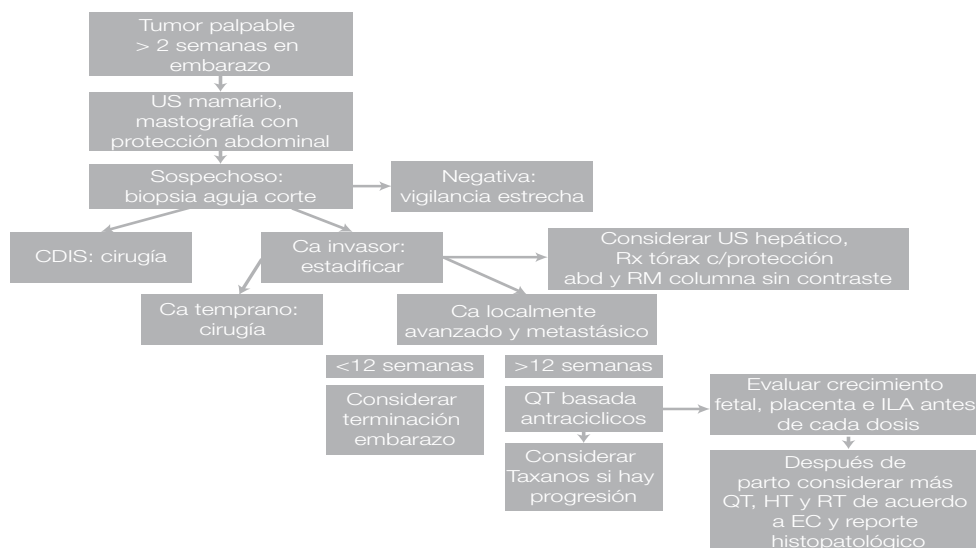 Tumor palpable
> 2 semanas en
embarazo
US mamario,
mastografía con
protección abdominal
Sospechoso:
biopsia aguja corte
Negativa:
vigilancia estrecha
CDIS: cirugía
Ca invasor:
estadificar
Considerar US hepático,
Rx tórax c/protección
abd y RM columna sin contraste
Ca temprano:
cirugía
Ca localmente
avanzado y metastásico
<12 semanas
>12 semanas
Considerar
terminación
embarazo
QT basada
antraciclicos
Evaluar crecimiento
fetal, placenta e ILA antes
de cada dosis
Considerar
Taxanos si hay
progresión
Después de
parto considerar más
QT, HT y RT de acuerdo
a EC y reporte
histopatológico